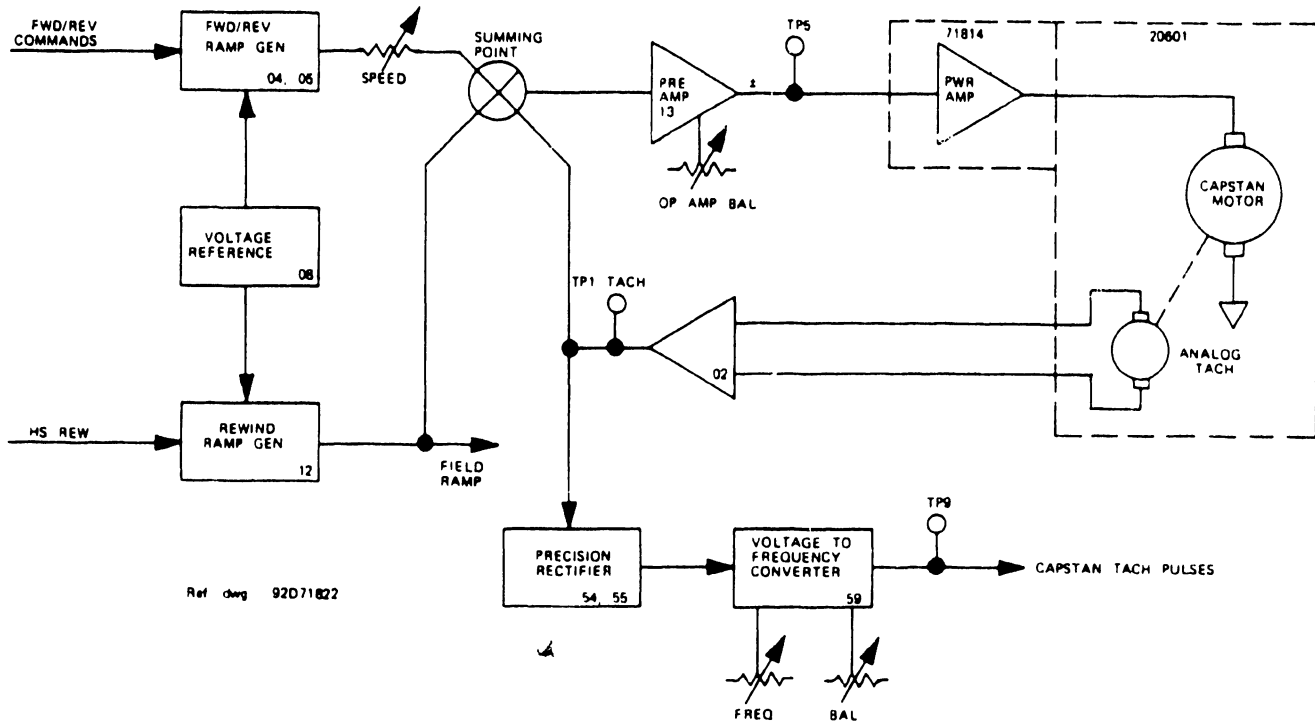 FWD/REV
COMMANDS
FWD/REV
RAMP GEN
04, 06
SPEED
SUMMING
POINT
PRE
AMP
13
±
OP AMP BAL
TP5
71814
PWR
AMP
20601
CAPSTAN
MOTOR
VOLTAGE
REFERENCE
08
TP1 TACH
02
ANALOG
TACH
HS REW
REWIND
RAMP GEN
12
FIELD
RAMP
PRECISION
RECTIFIER
54, 55
VOLTAGE TO
FREQUENCY
CONVERTER
59
TP9
CAPSTAN TACH PULSES
FREQ
BAL
Ref dwg 92D71822